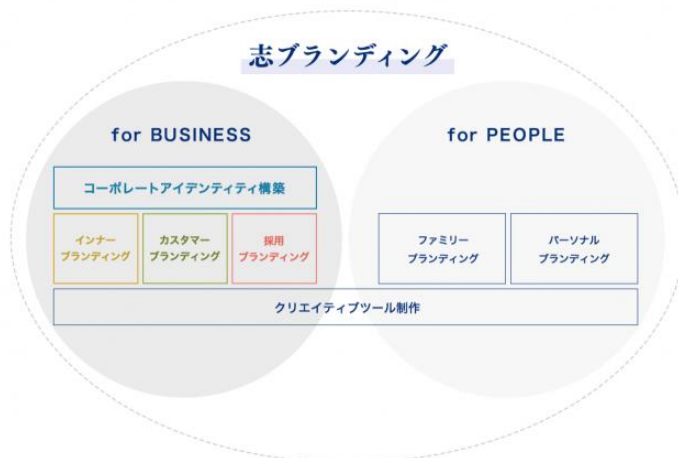 志ブランディング
for BUSINESS
for PEOPLE
コーポレートアイデンティティ構築
インナー
ブランディング
カスタマー
ブランディング
採用
ブランディング
ファミリー
ブランディング
パーソナル
ブランディング
クリエイティブツール制作